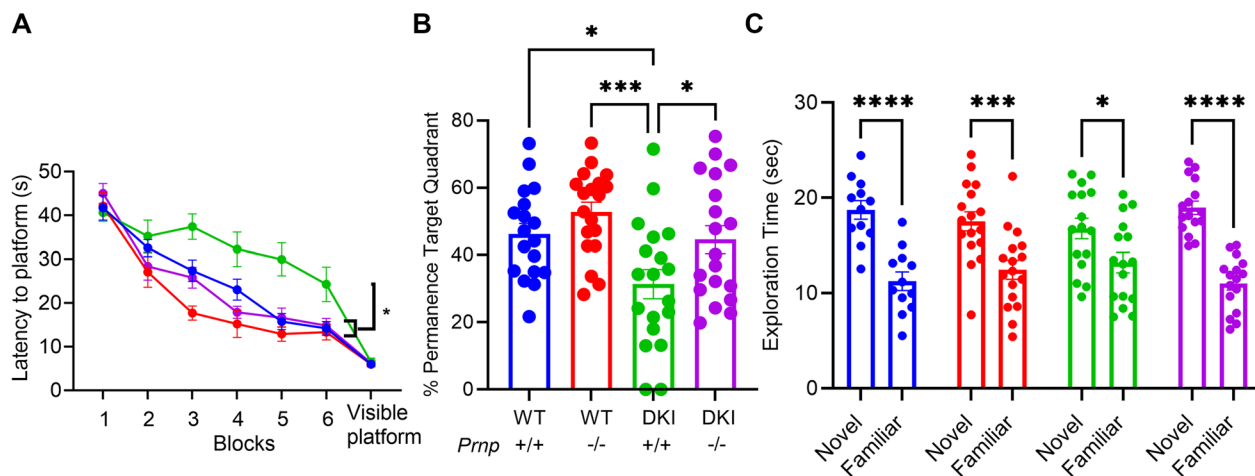 A
Latency to platform (s)
50
40
30
20
10
0
*
1 2 3 4 5 6 Visible
platform
Blocks
B
% Permanence Target Quadrant
80
60
40
20
0
*
*** *
WT WT DKI DKI
Prnp +/+ -/- +/+ -/-
C
Exploration Time (sec)
30
20
10
0
**** *** * ****
Novel Familiar Novel Familiar Novel Familiar Novel Familiar